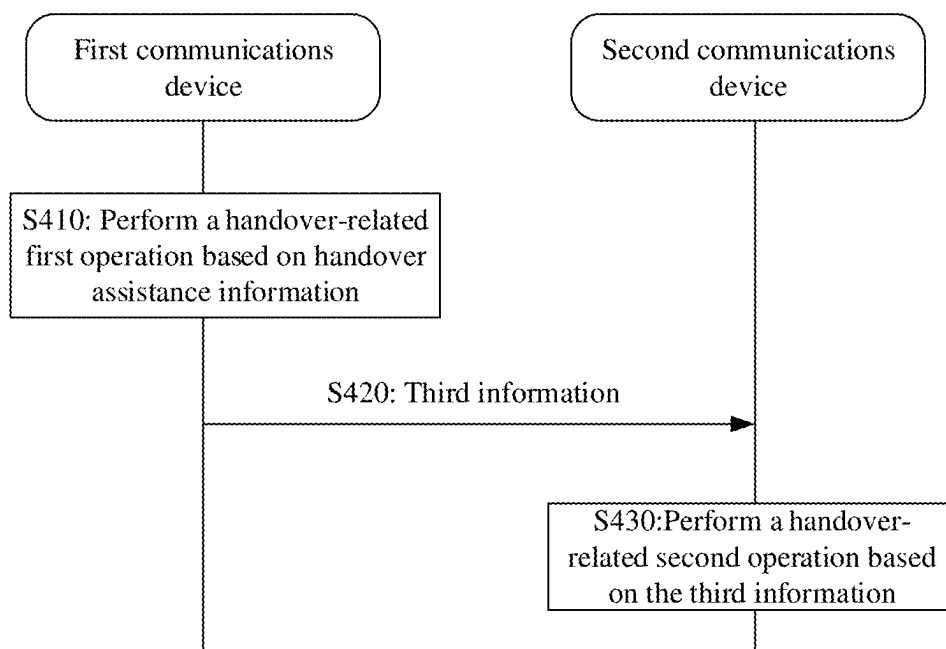 First communications
device
Second communications
device
S410: Perform a handover-related
first operation based on handover
assistance information
S420: Third information
S430:Perform a handover-
related second operation based
on the third information